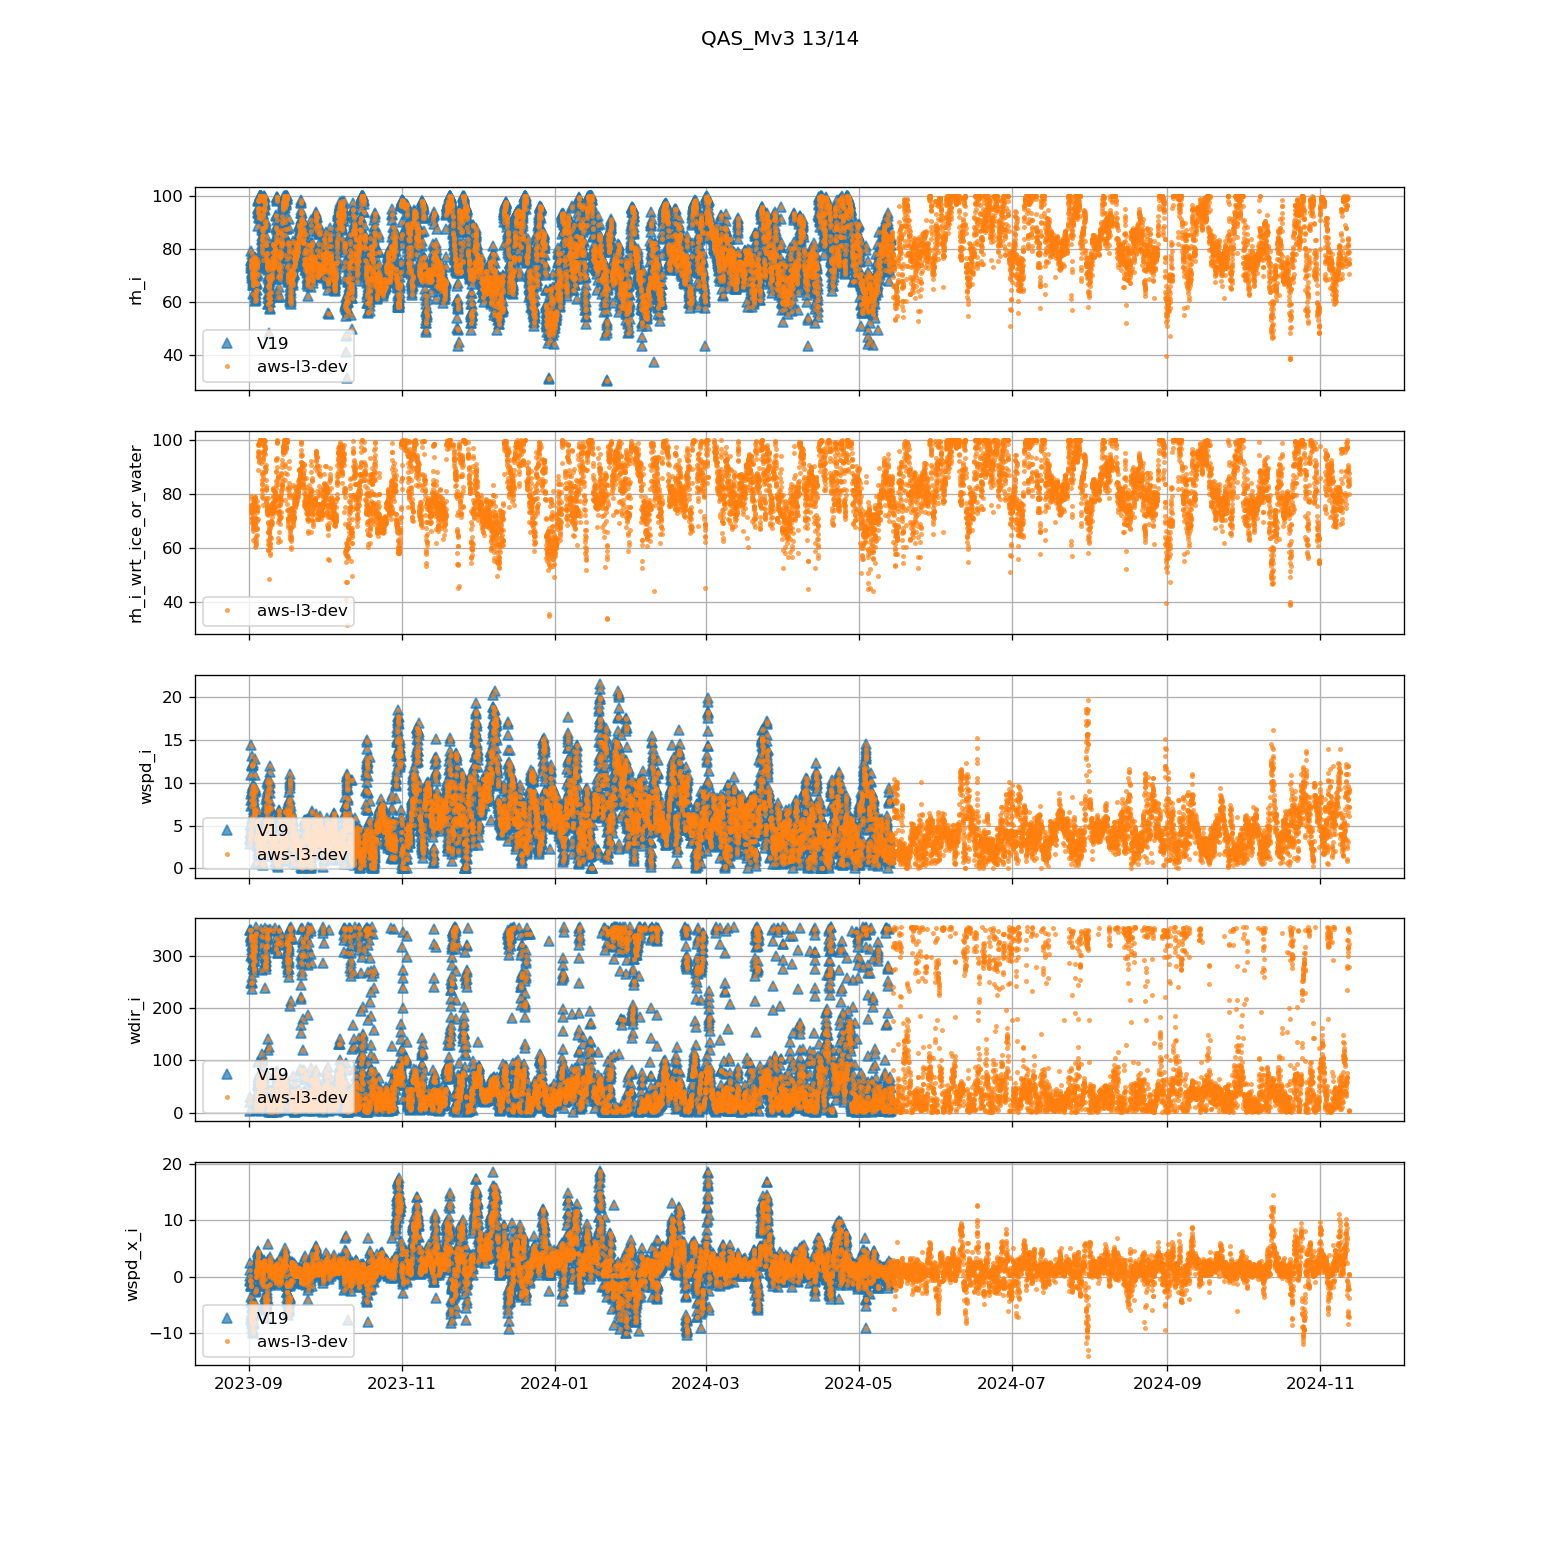 QAS_Mv3 13/14
100
80
60
40
rh_i
V19
aws-l3-dev
100
80
60
40
rh_i_wrt_ice_or_water
aws-l3-dev
20
15
10
5
0
wspd_i
V19
aws-l3-dev
300
200
100
0
wdir_i
V19
aws-l3-dev
20
10
0
−10
wspd_x_i
V19
aws-l3-dev
2023-09 2023-11 2024-01 2024-03 2024-05 2024-07 2024-09 2024-11